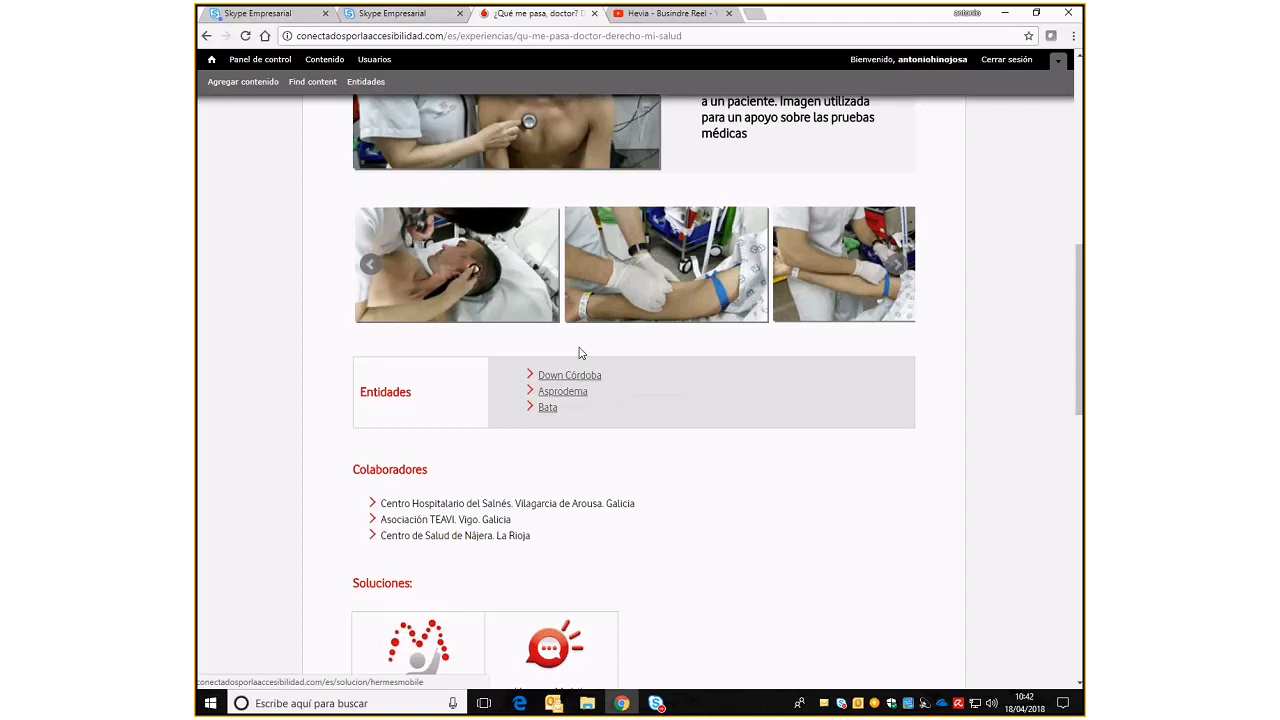 Skype Empresarial
Skype Empresarial
¿Qué me pasa, doctor?
Hevia - Busindre Reel -
antonio
conectadosporlaaccesibilidad.com/es/experiencias/qu-me-pasa-doctor-derecho-mi-salud
Panel de control Contenido Usuarios
Bienvenido, antoniohinojosa Cerrar sesión
Agregar contenido Find content Entidades
a un paciente. Imagen utilizada
para un apoyo sobre las pruebas
médicas
Entidades
Down Córdoba
Asprodema
Bata
Colaboradores
Centro Hospitalario del Salnés. Vilagarcia de Arousa. Galicia
Asociación TEAVI. Vigo. Galicia
Centro de Salud de Nájera. La Rioja
Soluciones:
conectadosporlaaccesibilidad.com/es/solucion/hermesmobile
Escribe aquí para buscar
10:42
18/04/2018